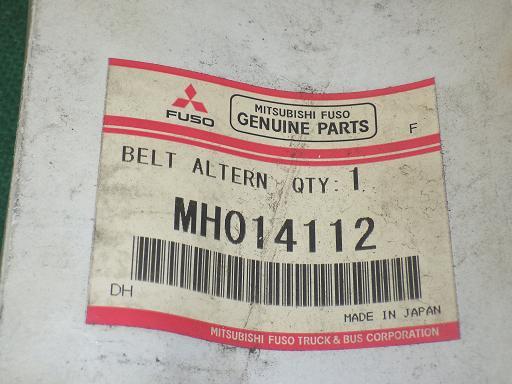 FUSO
MITSUBISHI FUSO
GENUINE PARTS
F
BELT ALTERN QTY: 1
MH014112
DH
MADE IN JAPAN
MITSUBISHI FUSO TRUCK & BUS CORPORATION